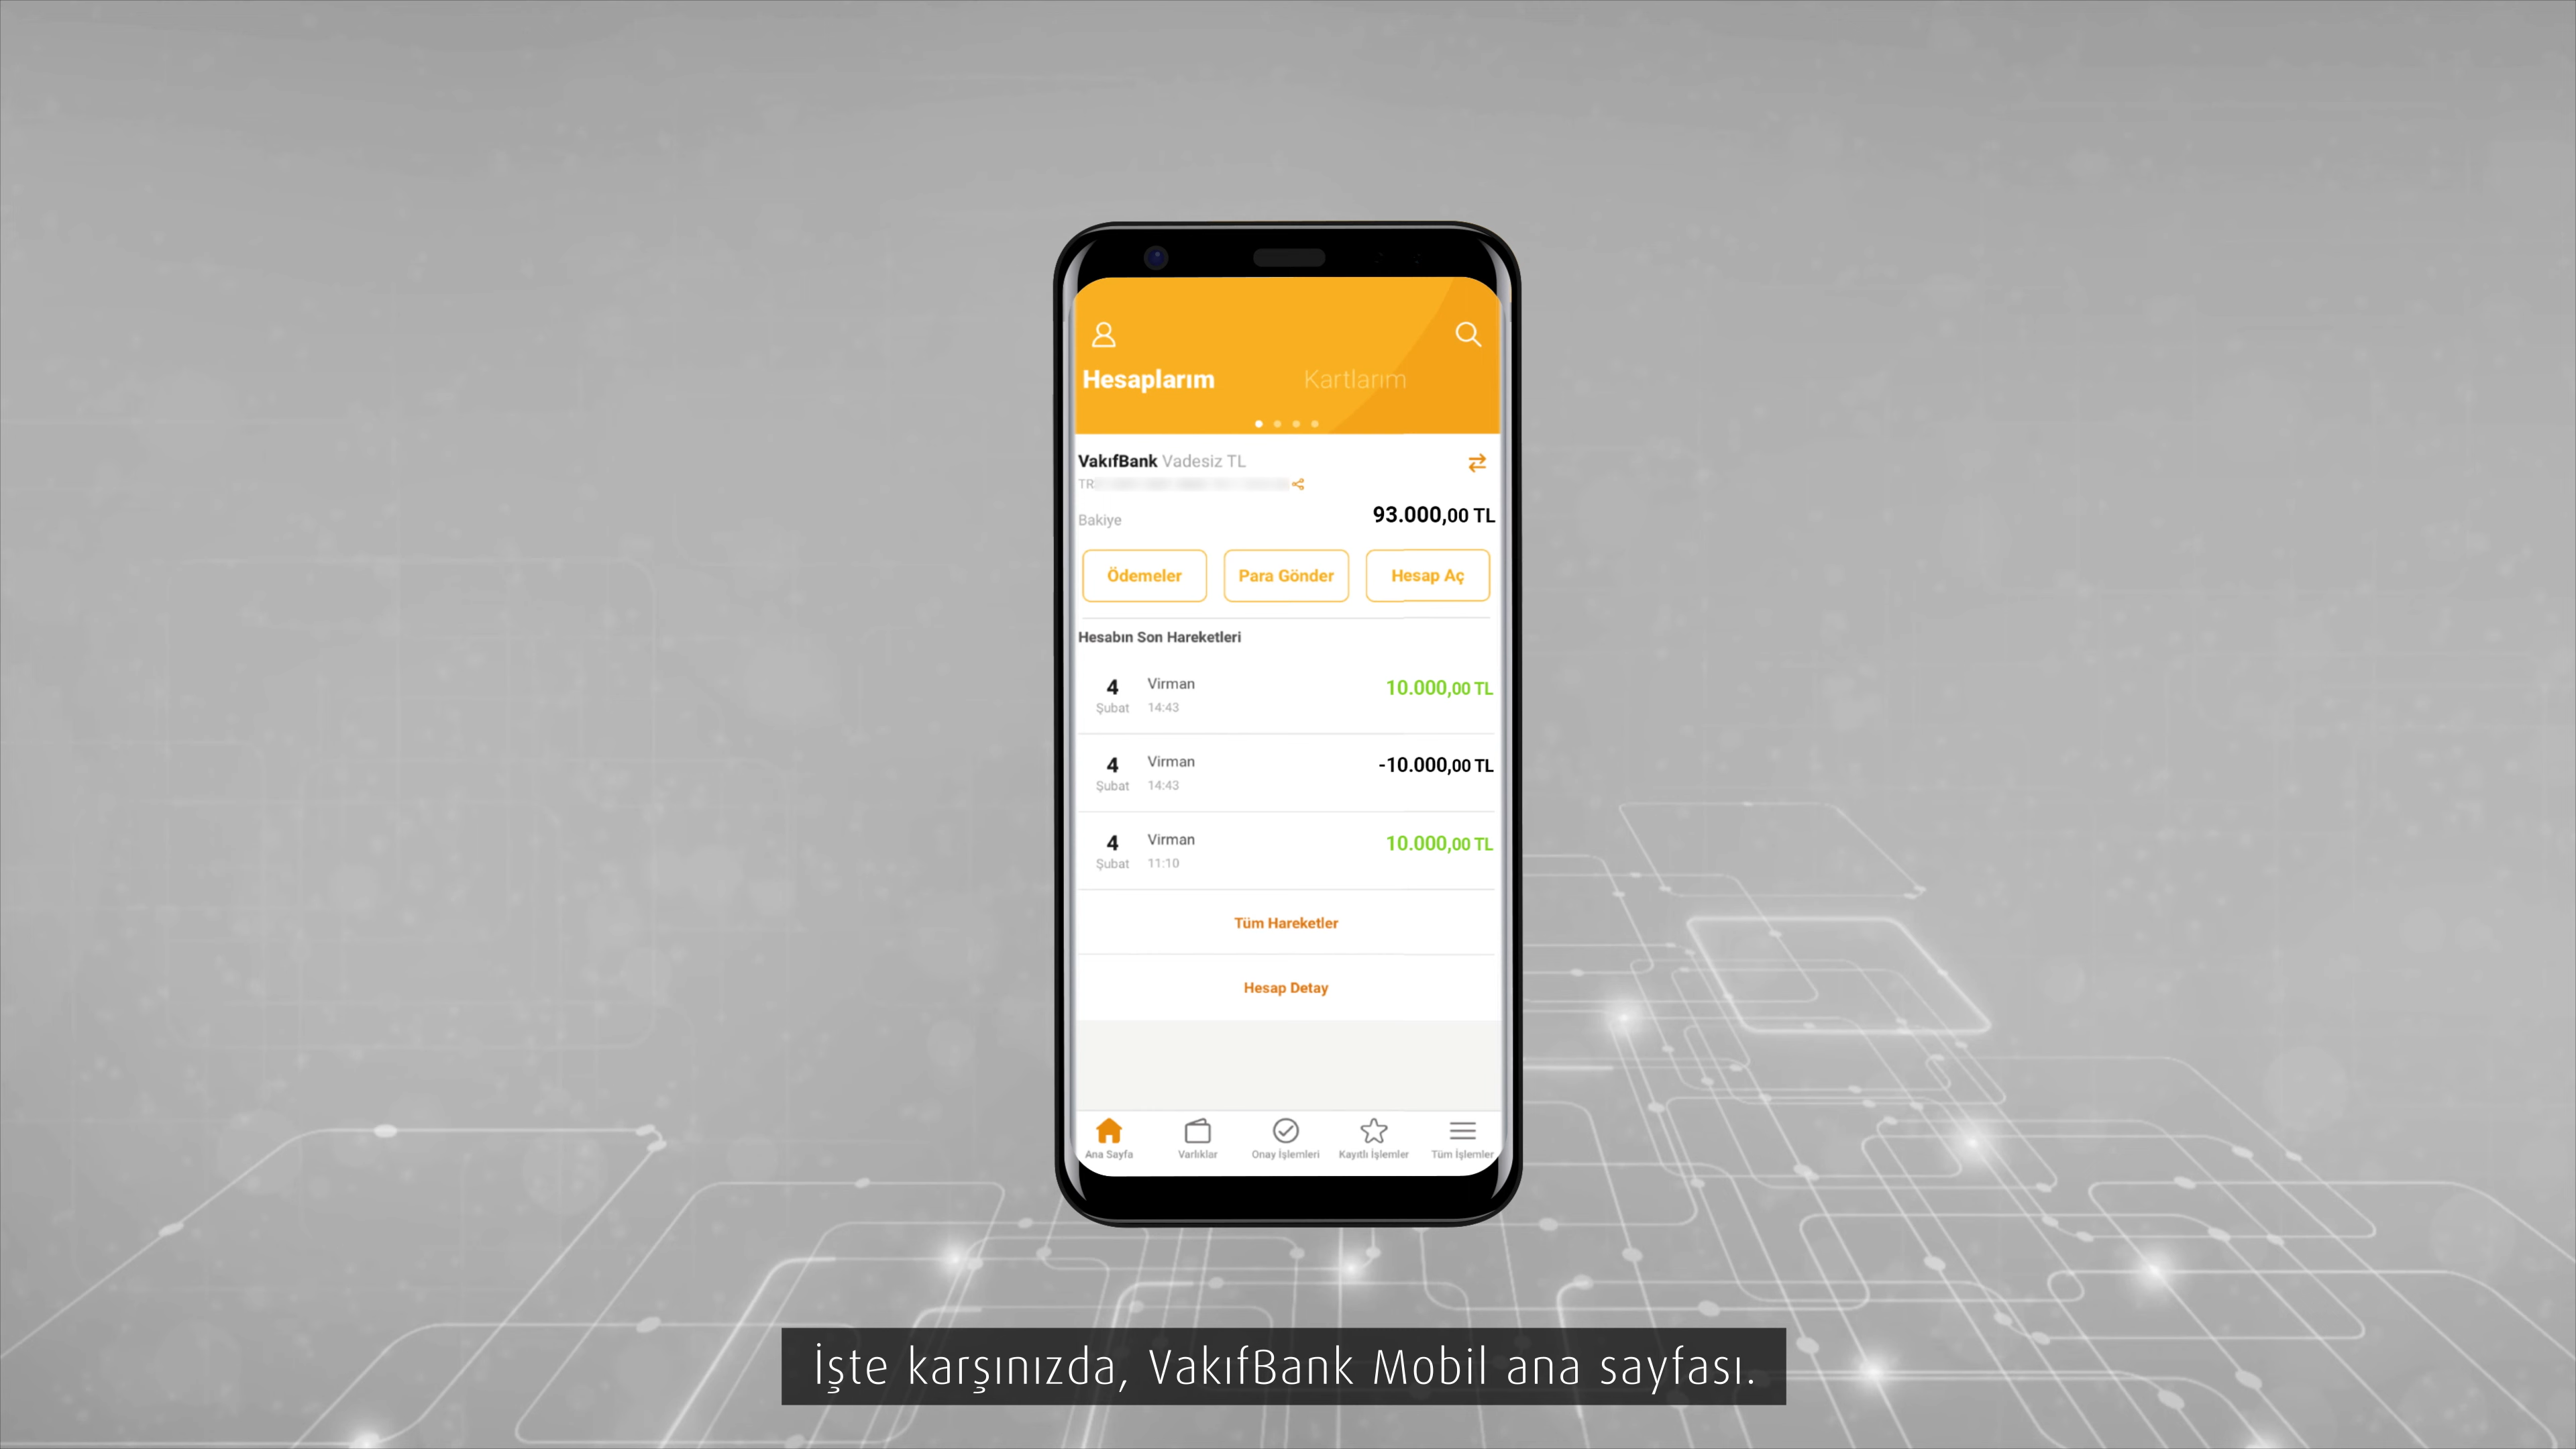 Hesaplarım Kartlarım
VakıfBank Vadesiz TL
TR
Bakiye 93.000,00 TL
Ödemeler Para Gönder Hesap Aç
Hesabın Son Hareketleri
4 Virman 10.000,00 TL
Şubat 14:43
4 Virman -10.000,00 TL
Şubat 14:43
4 Virman 10.000,00 TL
Şubat 11:10
Tüm Hareketler
Hesap Detay
Ana Sayfa Varlıklar Onay İşlemleri Kayıtlı İşlemler Tüm İşlemler
İşte karşınızda, VakıfBank Mobil ana sayfası.